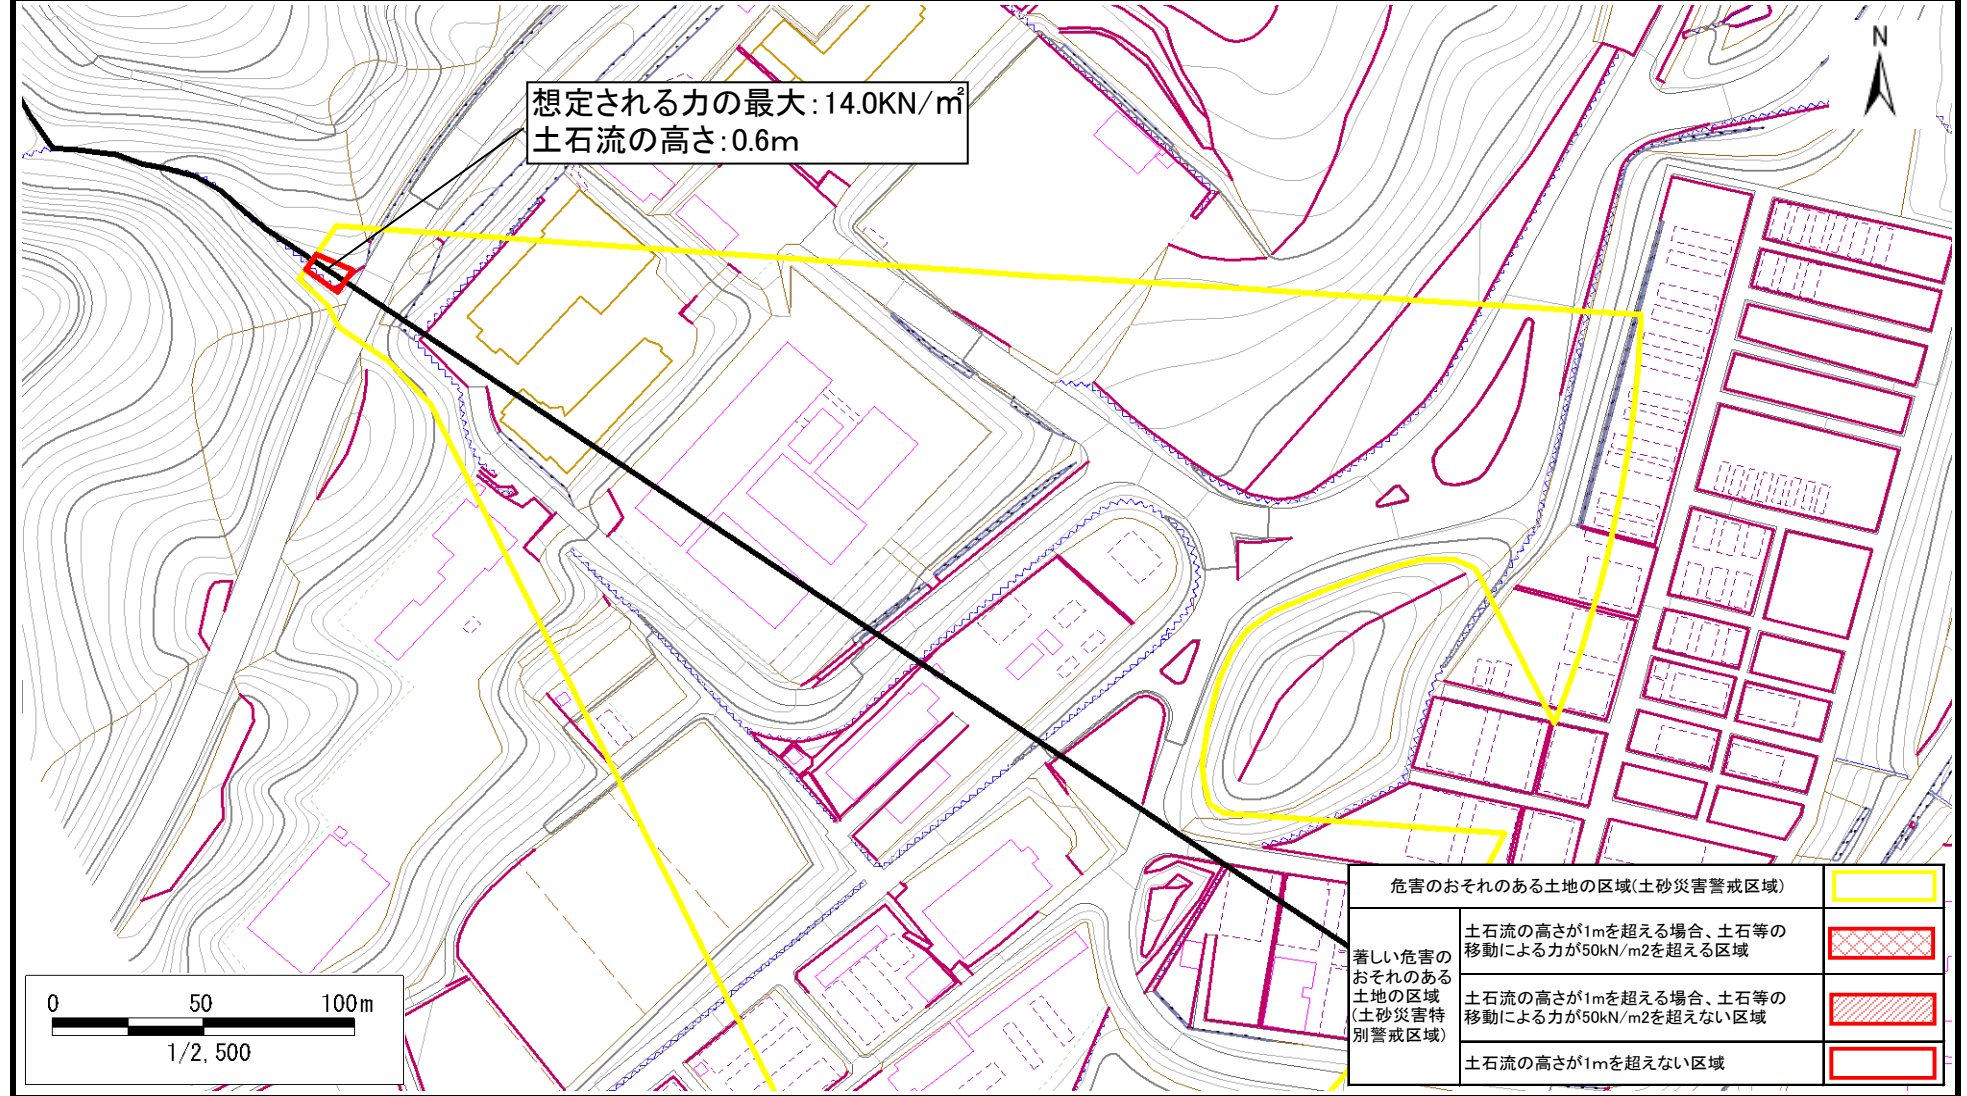 想定される力の最大:14.0KN/㎡
土石流の高さ:0.6m
N
危害のおそれのある土地の区域(土砂災害警戒区域)
著しい危害の
おそれのある
土地の区域
(土砂災害特
別警戒区域)
土石流の高さが1mを超える場合、土石等の
移動による力が50kN/m2を超える区域
土石流の高さが1mを超える場合、土石等の
移動による力が50kN/m2を超えない区域
土石流の高さが1mを超えない区域
0 50 100m
1/2,500